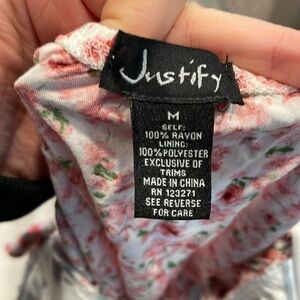 Justify
M
SELF:
100% RAYON
LINING:
100% POLYESTER
EXCLUSIVE OF
TRIMS
MADE IN CHINA
RN 123271
SEE REVERSE
FOR CARE